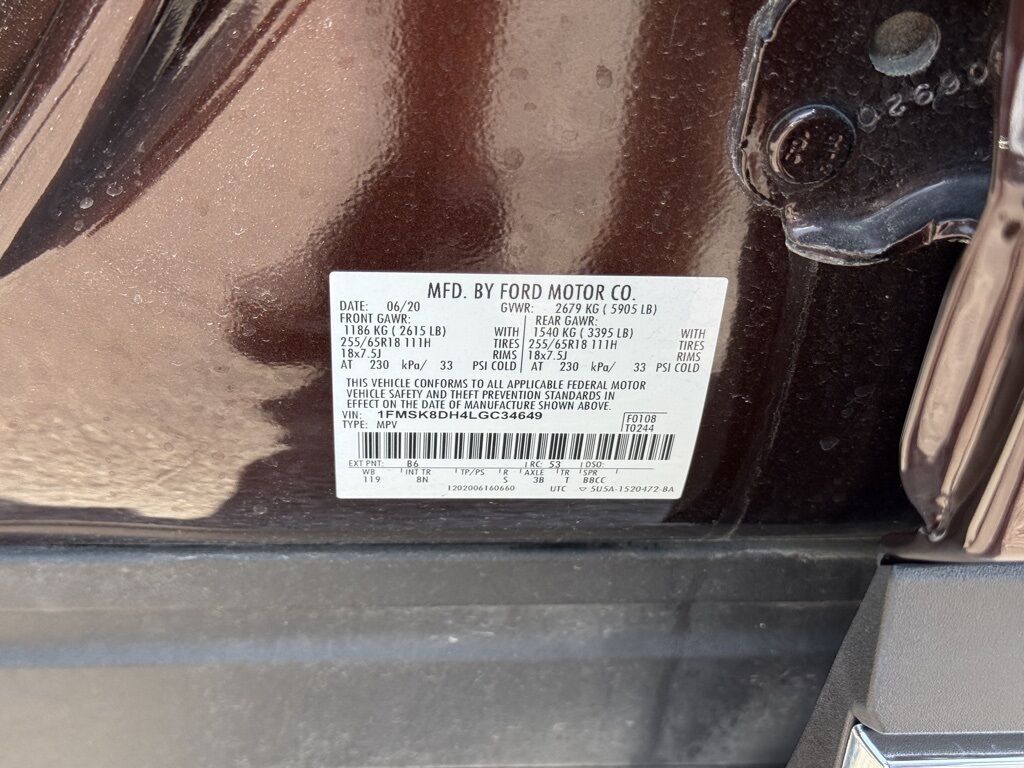 MFD. BY FORD MOTOR CO.
DATE: 06/20 GVWR: 2679 KG ( 5905 LB)
FRONT GAWR: REAR GAWR:
1186 KG ( 2615 LB) WITH 1540 KG ( 3395 LB) WITH
255/65R18 111H TIRES 255/65R18 111H TIRES
18x7.5J RIMS 18x7.5J RIMS
AT 230 kPa/ 33 PSI COLD AT 230 kPa/ 33 PSI COLD
THIS VEHICLE CONFORMS TO ALL APPLICABLE FEDERAL MOTOR
VEHICLE SAFETY AND THEFT PREVENTION STANDARDS IN
EFFECT ON THE DATE OF MANUFACTURE SHOWN ABOVE.
VIN: 1FMSK8DH4LGC34649 F0108
TYPE: MPV T0244
EXT PNT: B6 RC: 53 DSO:
WB INT TR TP/PS R AXLE TR SPR
119 8N S 3B T BBCC
1202006160660 UTC ▽ 5U5A-1520472-BA